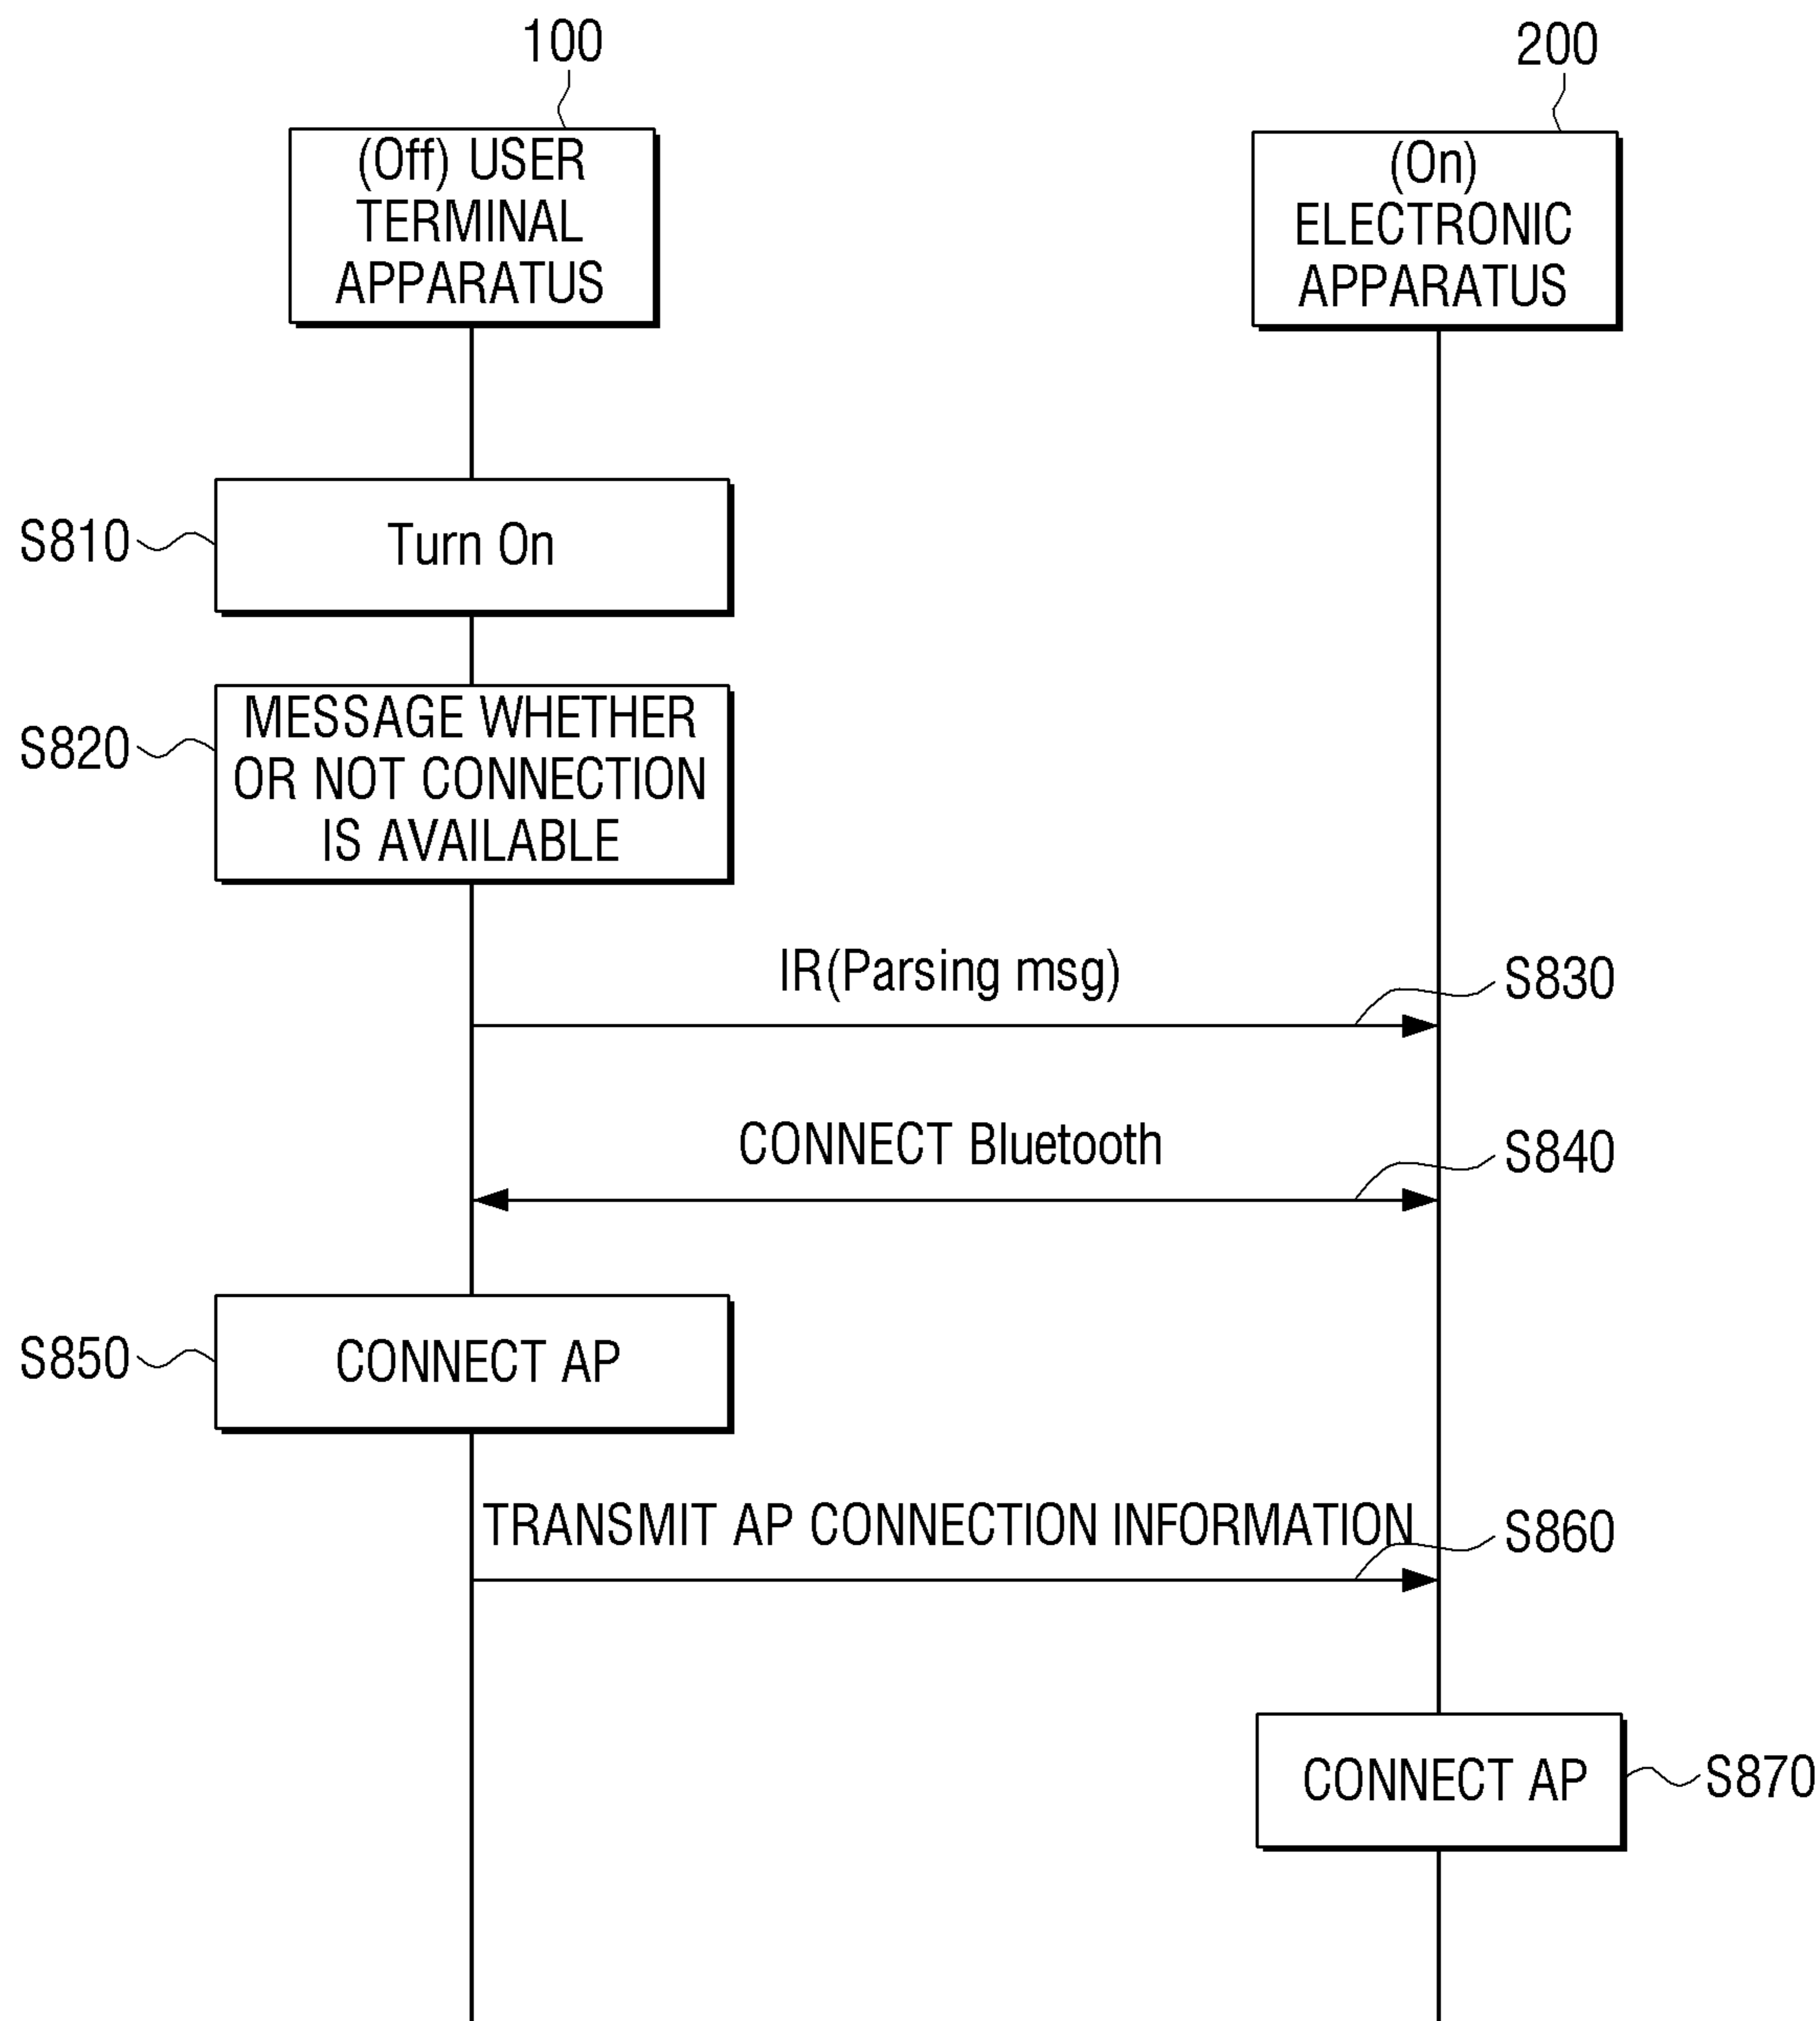 100
200
(Off) USER
TERMINAL
APPARATUS
(On)
ELECTRONIC
APPARATUS
S810
Turn On
S820
MESSAGE WHETHER
OR NOT CONNECTION
IS AVAILABLE
IR(Parsing msg)
S830
CONNECT Bluetooth
S840
S850
CONNECT AP
TRANSMIT AP CONNECTION INFORMATION
S860
CONNECT AP
S870